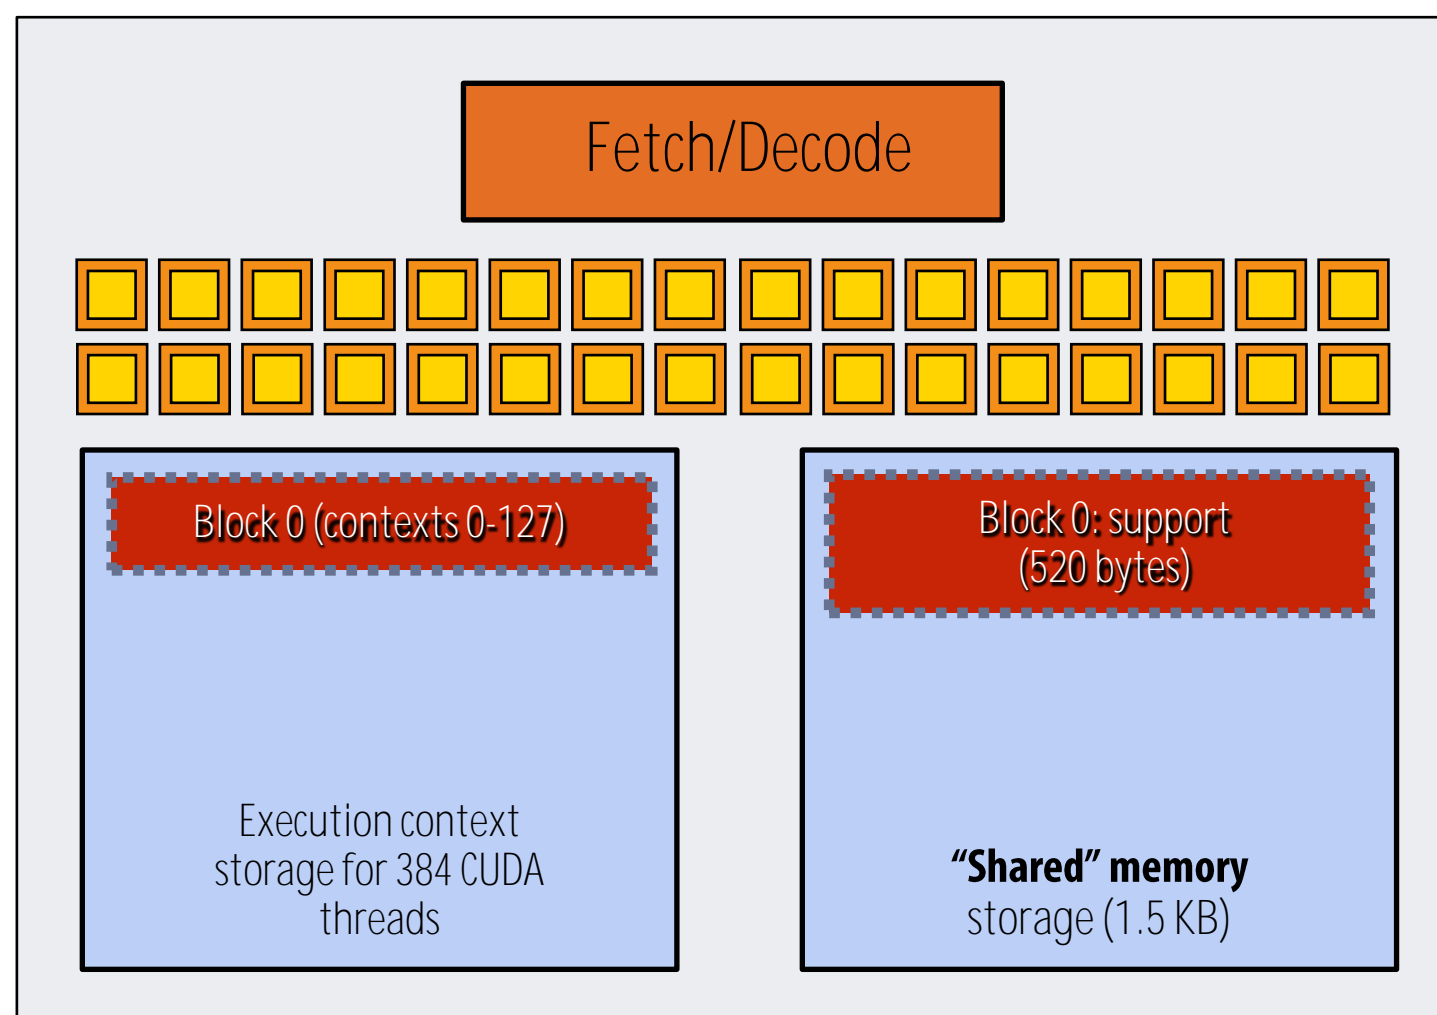 Fetch/Decode
Block 0 (contexts 0-127)
Block 0: support
(520 bytes)
Execution context
storage for 384 CUDA
threads
“Shared” memory
storage (1.5 KB)